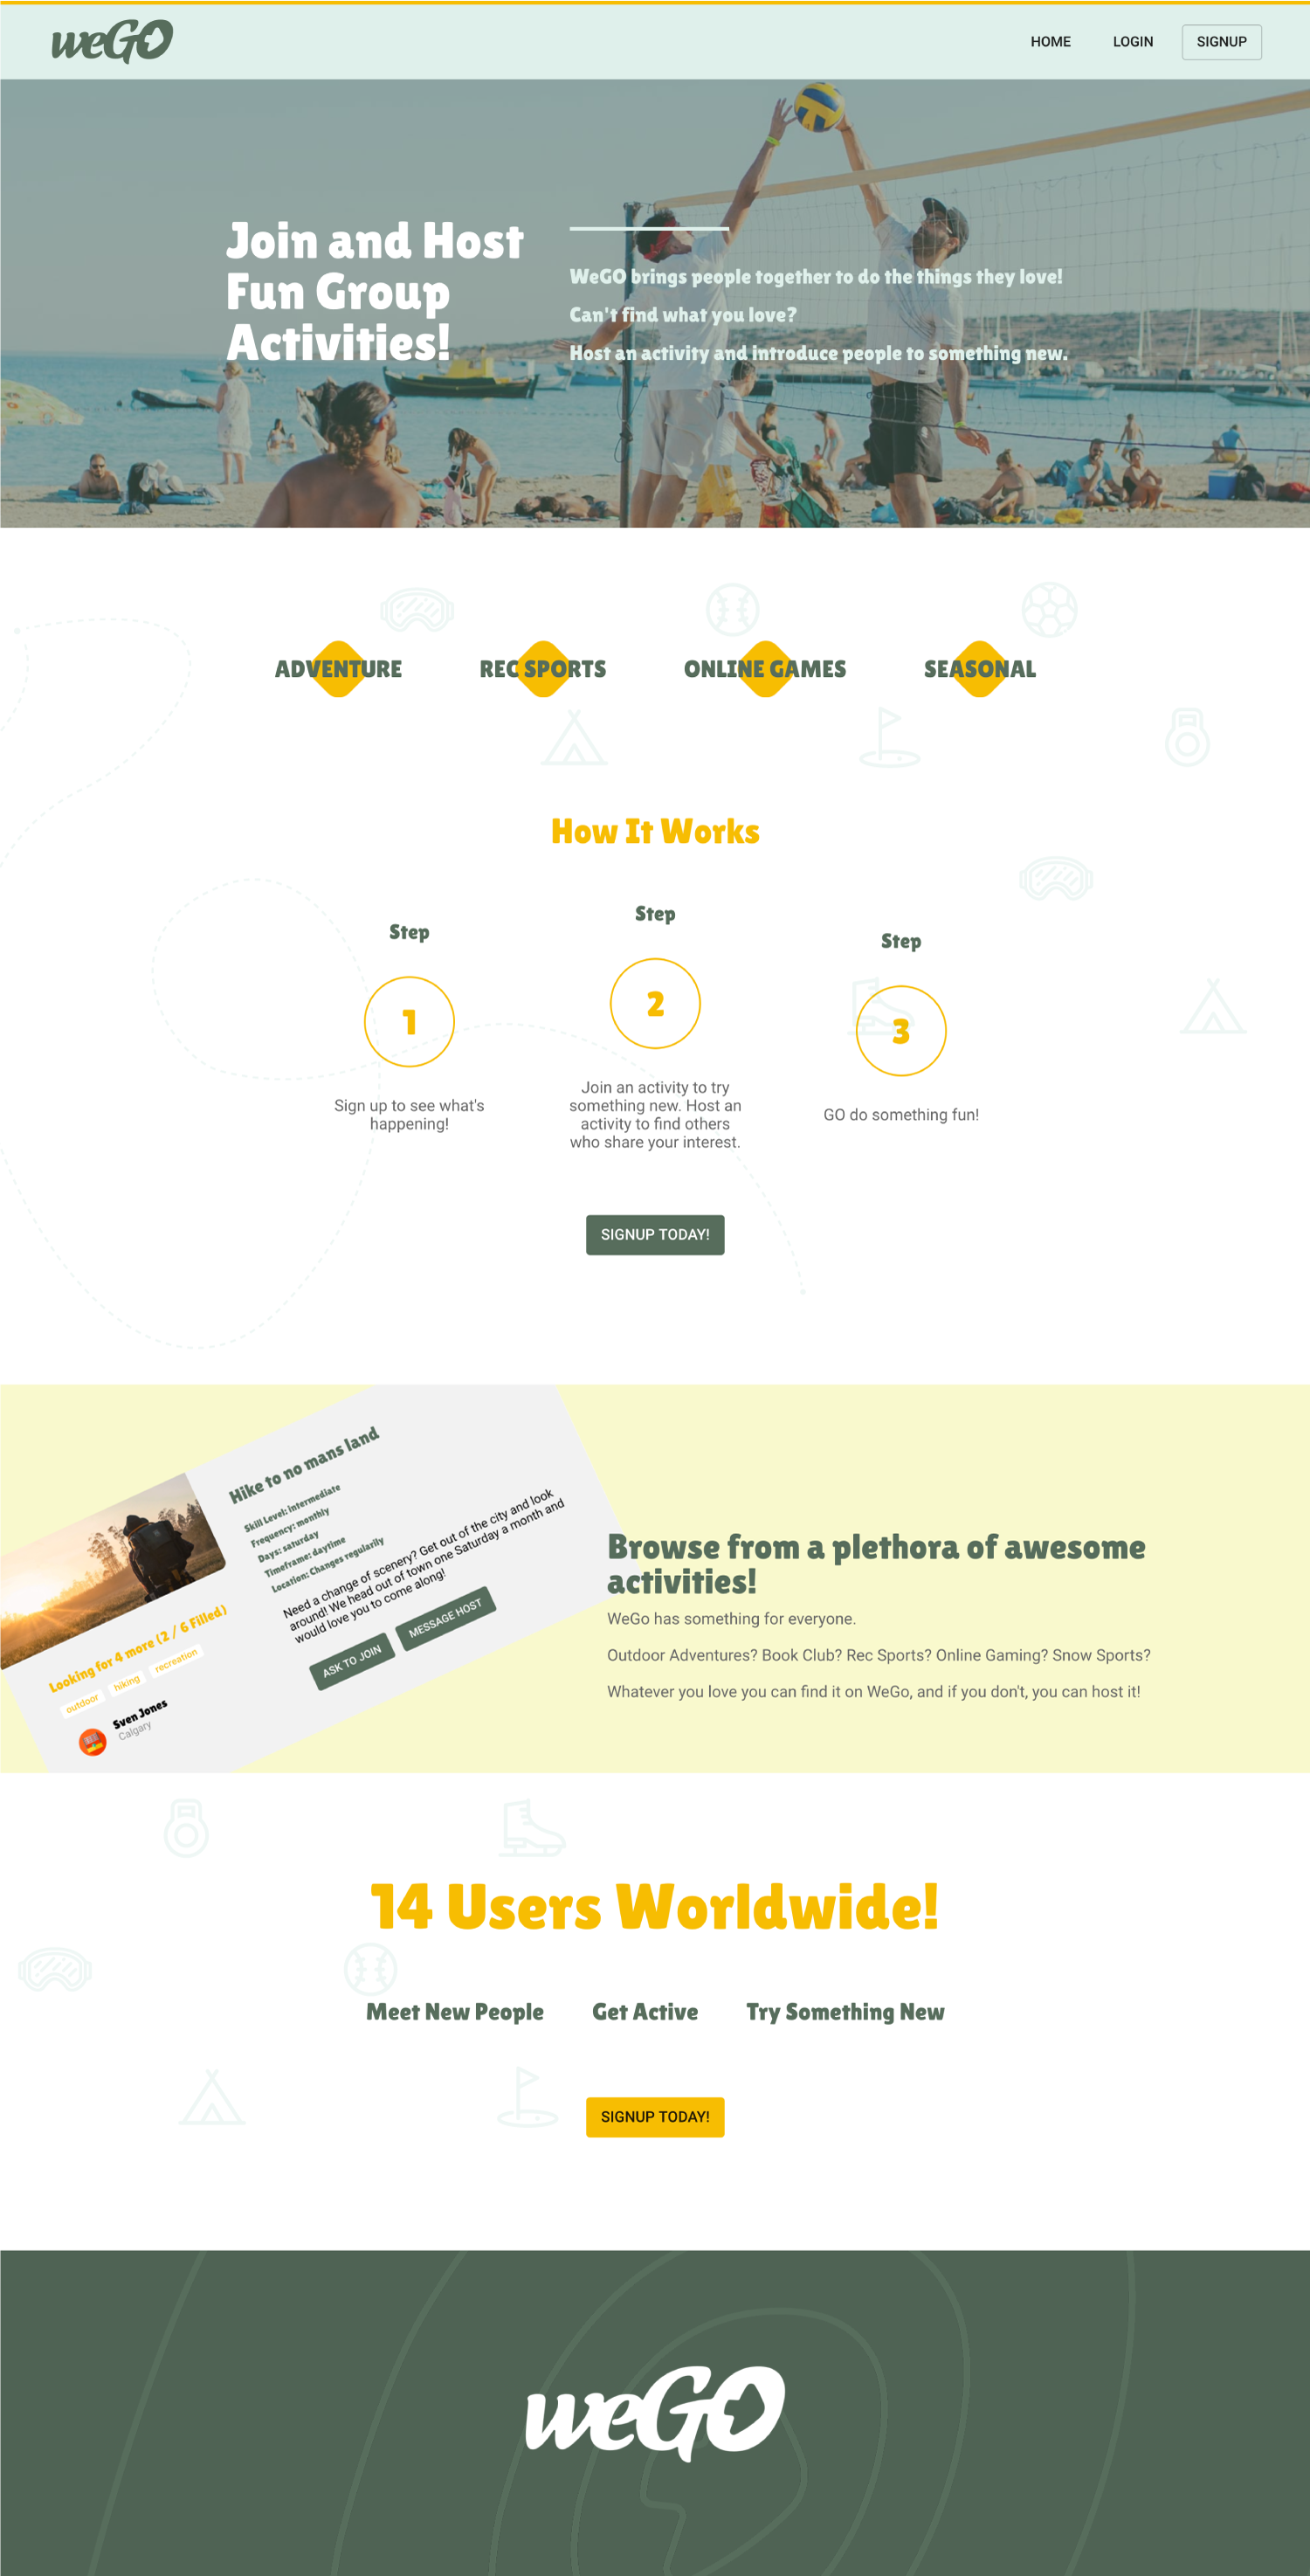 weGO
HOME
LOGIN
SIGNUP
Join and Host
Fun Group
Activities!
WeGO brings people together to do the things they love!
Can't find what you love?
Host an activity and introduce people to something new.
ADVENTURE
REC SPORTS
ONLINE GAMES
SEASONAL
How It Works
Step
1
Sign up to see what's
happening!
Step
2
Join an activity to try
something new. Host an
activity to find others
who share your interest.
Step
3
GO do something fun!
SIGNUP TODAY!
Hike to no mans land
Skill Level: intermediate
Frequency: monthly
Days: saturday
Timeframe: daytime
Location: Changes regularily
Need a change of scenery? Get out of the city and look
around! We head out of town one Saturday a month and
would love you to come along!
ASK TO JOIN
MESSAGE HOST
Looking for 4 more (2 / 6 Filled)
outdoor
hiking
recreation
Sven Jones
Calgary
Browse from a plethora of awesome
activities!
WeGo has something for everyone.
Outdoor Adventures? Book Club? Rec Sports? Online Gaming? Snow Sports?
Whatever you love you can find it on WeGo, and if you don't, you can host it!
14 Users Worldwide!
Meet New People
Get Active
Try Something New
SIGNUP TODAY!
weGO